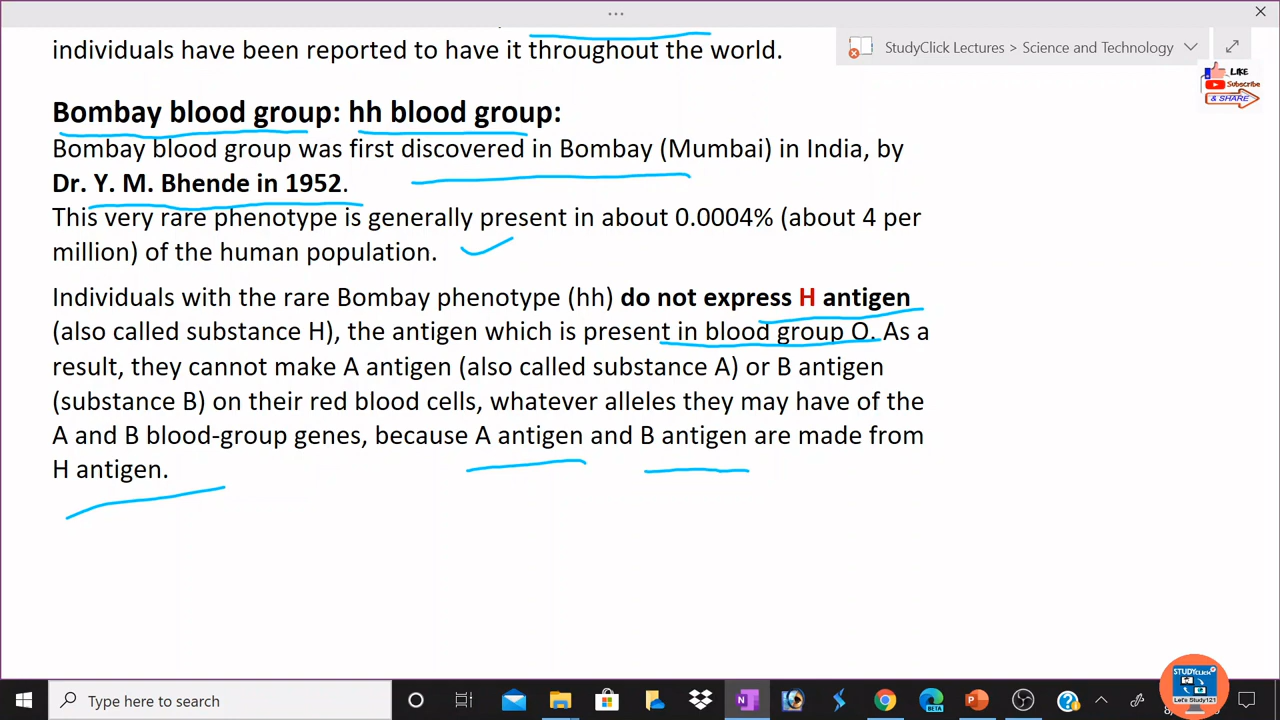 individuals have been reported to have it throughout the world.
StudyClick Lectures > Science and Technology
LIKE
Subscribe
& SHARE
Bombay blood group: hh blood group:
Bombay blood group was first discovered in Bombay (Mumbai) in India, by
Dr. Y. M. Bhende in 1952.
This very rare phenotype is generally present in about 0.0004% (about 4 per
million) of the human population.
Individuals with the rare Bombay phenotype (hh) do not express H antigen
(also called substance H), the antigen which is present in blood group O. As a
result, they cannot make A antigen (also called substance A) or B antigen
(substance B) on their red blood cells, whatever alleles they may have of the
A and B blood-group genes, because A antigen and B antigen are made from
H antigen.
STUDYCLICK
Let's Study121
Type here to search
BETA